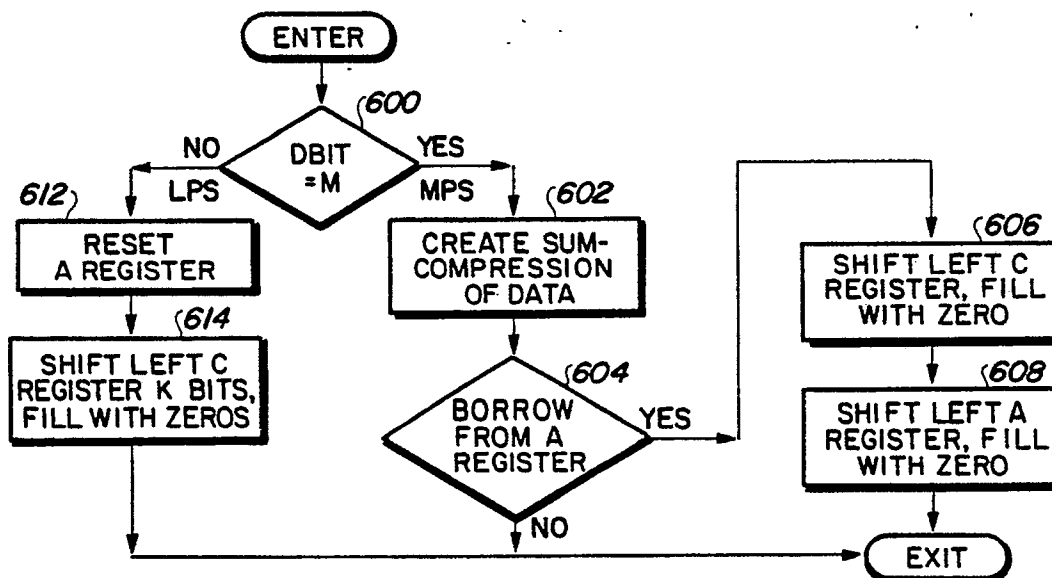 ENTER
600
DBIT
=M
NO
LPS
YES
MPS
612
RESET
A REGISTER
614
SHIFT LEFT C
REGISTER K BITS,
FILL WITH ZEROS
602
CREATE SUM-
COMPRESSION
OF DATA
604
BORROW
FROM A
REGISTER
YES
NO
606
SHIFT LEFT C
REGISTER, FILL
WITH ZERO
608
SHIFT LEFT A
REGISTER, FILL
WITH ZERO
EXIT